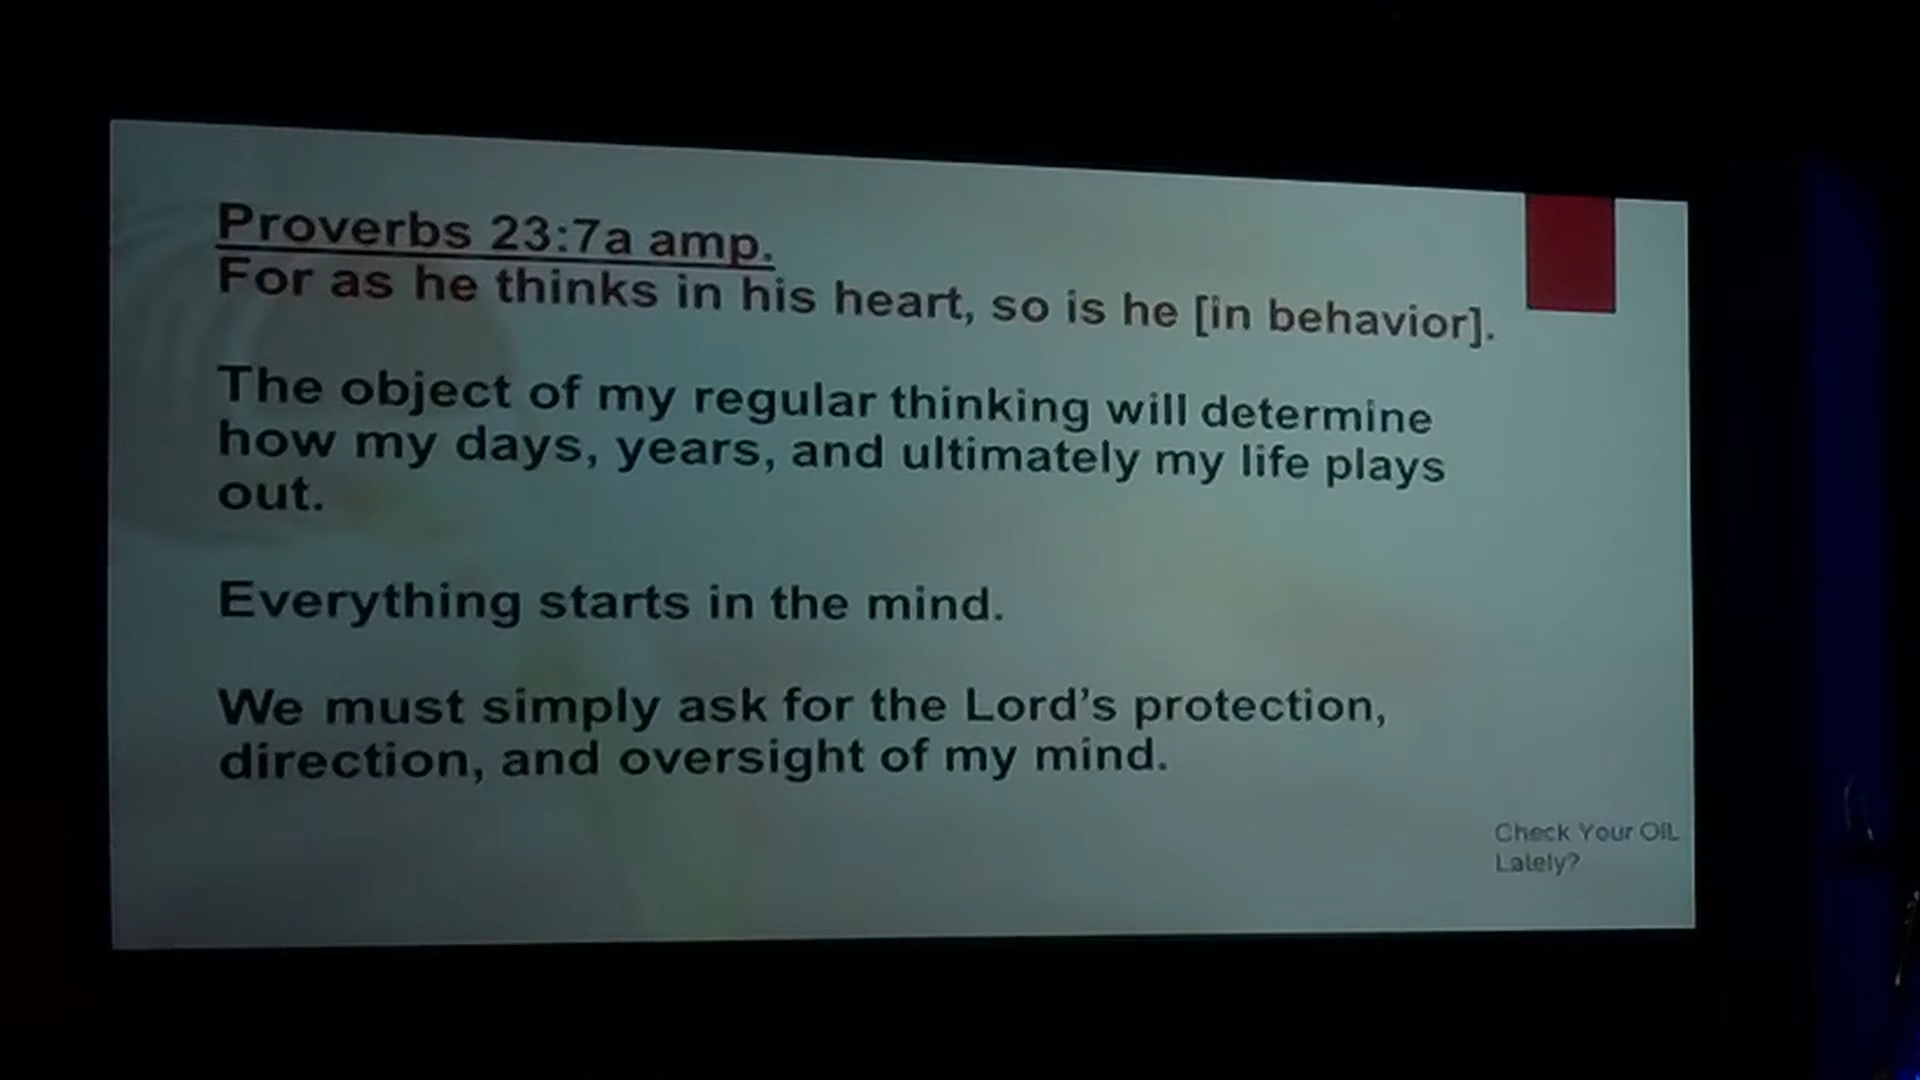 Proverbs 23:7a amp.
For as he thinks in his heart, so is he [in behavior].
The object of my regular thinking will determine
how my days, years, and ultimately my life plays
out.
Everything starts in the mind.
We must simply ask for the Lord's protection,
direction, and oversight of my mind.
Check Your OIL
Lately?